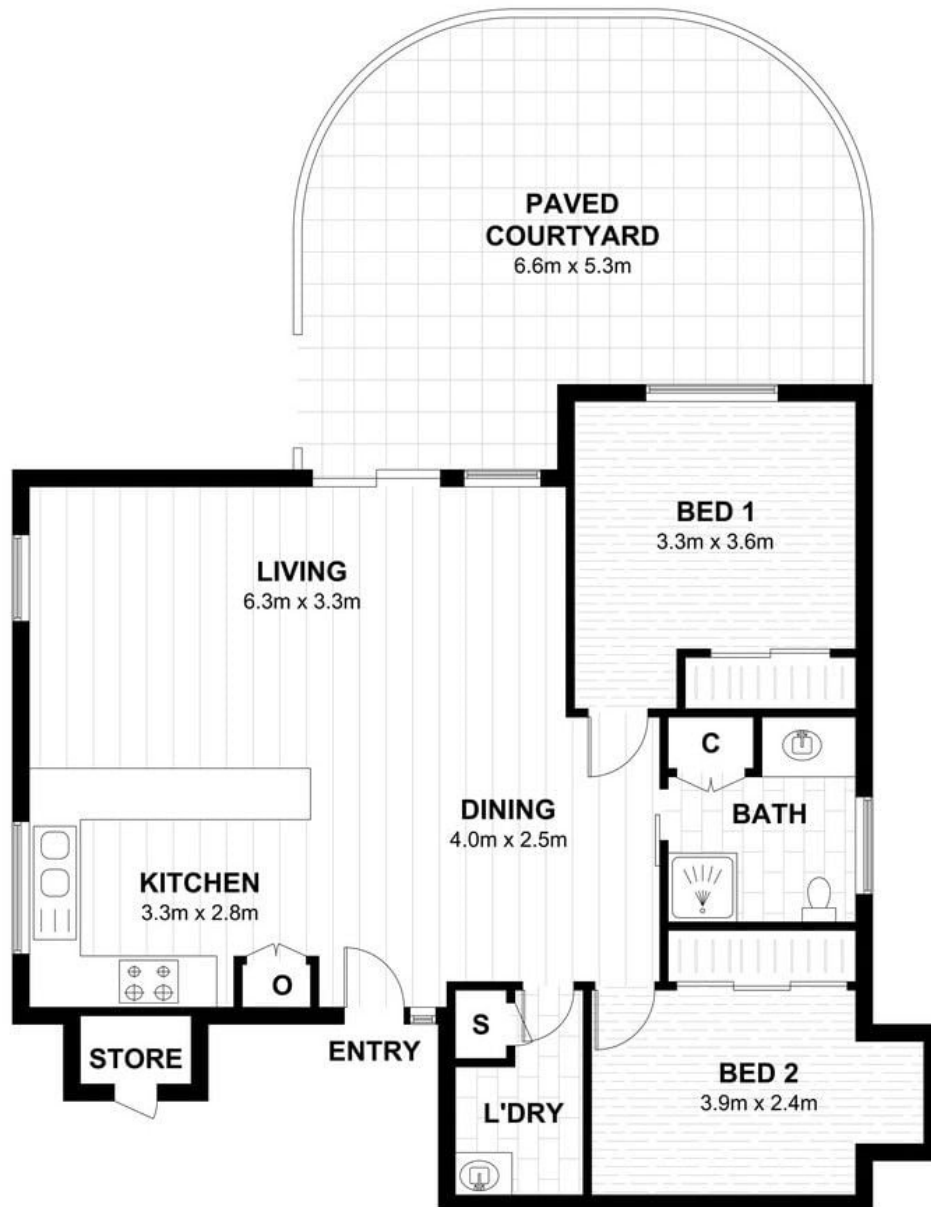 PAVED
COURTYARD
6.6m x 5.3m
BED 1
3.3m x 3.6m
LIVING
6.3m x 3.3m
C
BATH
DINING
4.0m x 2.5m
KITCHEN
3.3m x 2.8m
O
S
ENTRY
STORE
BED 2
3.9m x 2.4m
L'DRY